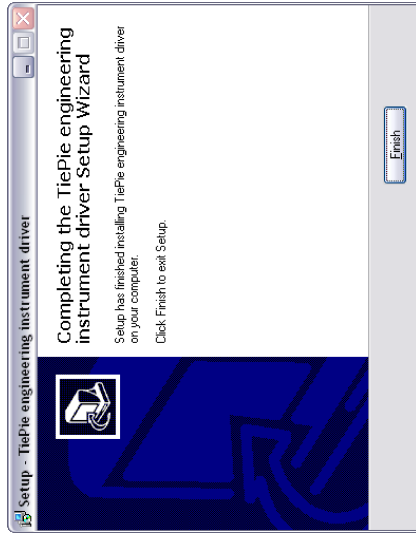 Setup - TiePie engineering instrument driver
Completing the TiePie engineering
instrument driver Setup Wizard
Setup has finished installing TiePie engineering instrument driver
on your computer.
Click Finish to exit Setup.
Finish